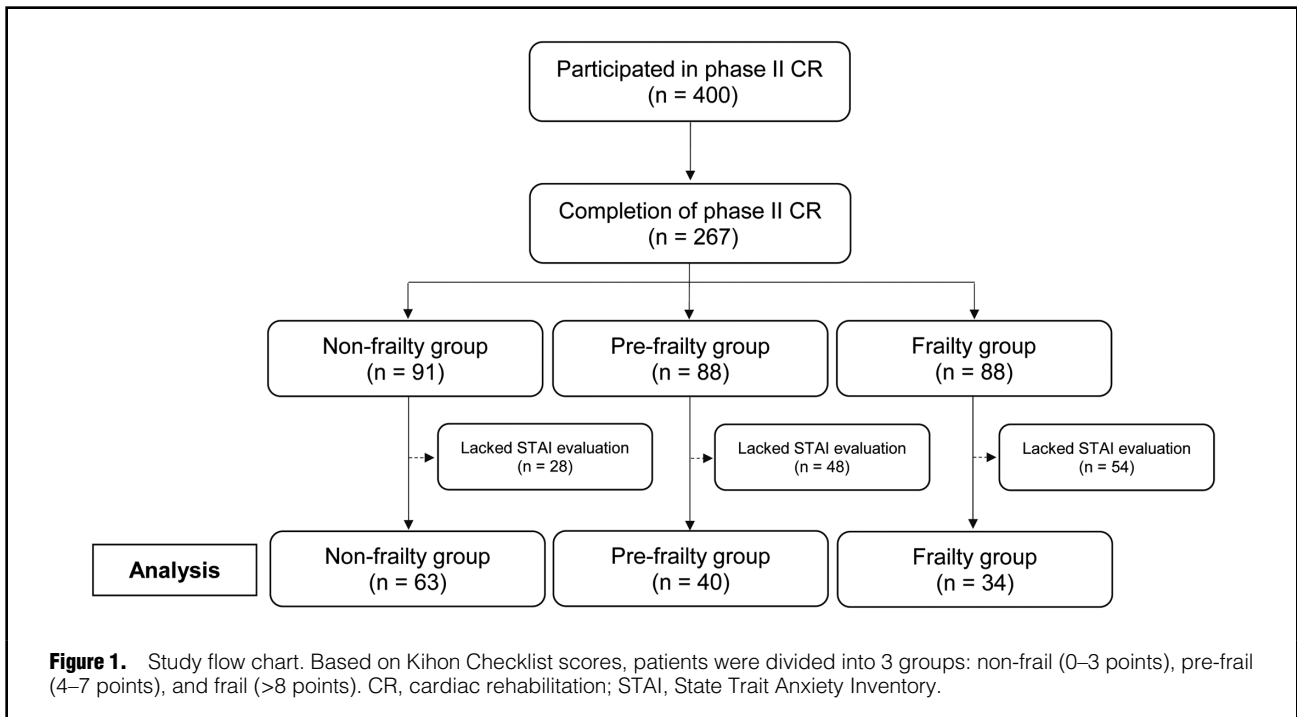 Participated in phase II CR
(n = 400)
Completion of phase II CR
(n = 267)
Non-frailty group
(n = 91)
Pre-frailty group
(n = 88)
Frailty group
(n = 88)
Lacked STAI evaluation
(n = 28)
Lacked STAI evaluation
(n = 48)
Lacked STAI evaluation
(n = 54)
Analysis
Non-frailty group
(n = 63)
Pre-frailty group
(n = 40)
Frailty group
(n = 34)
Figure 1. Study flow chart. Based on Kihon Checklist scores, patients were divided into 3 groups: non-frail (0–3 points), pre-frail
(4–7 points), and frail (>8 points). CR, cardiac rehabilitation; STAI, State Trait Anxiety Inventory.